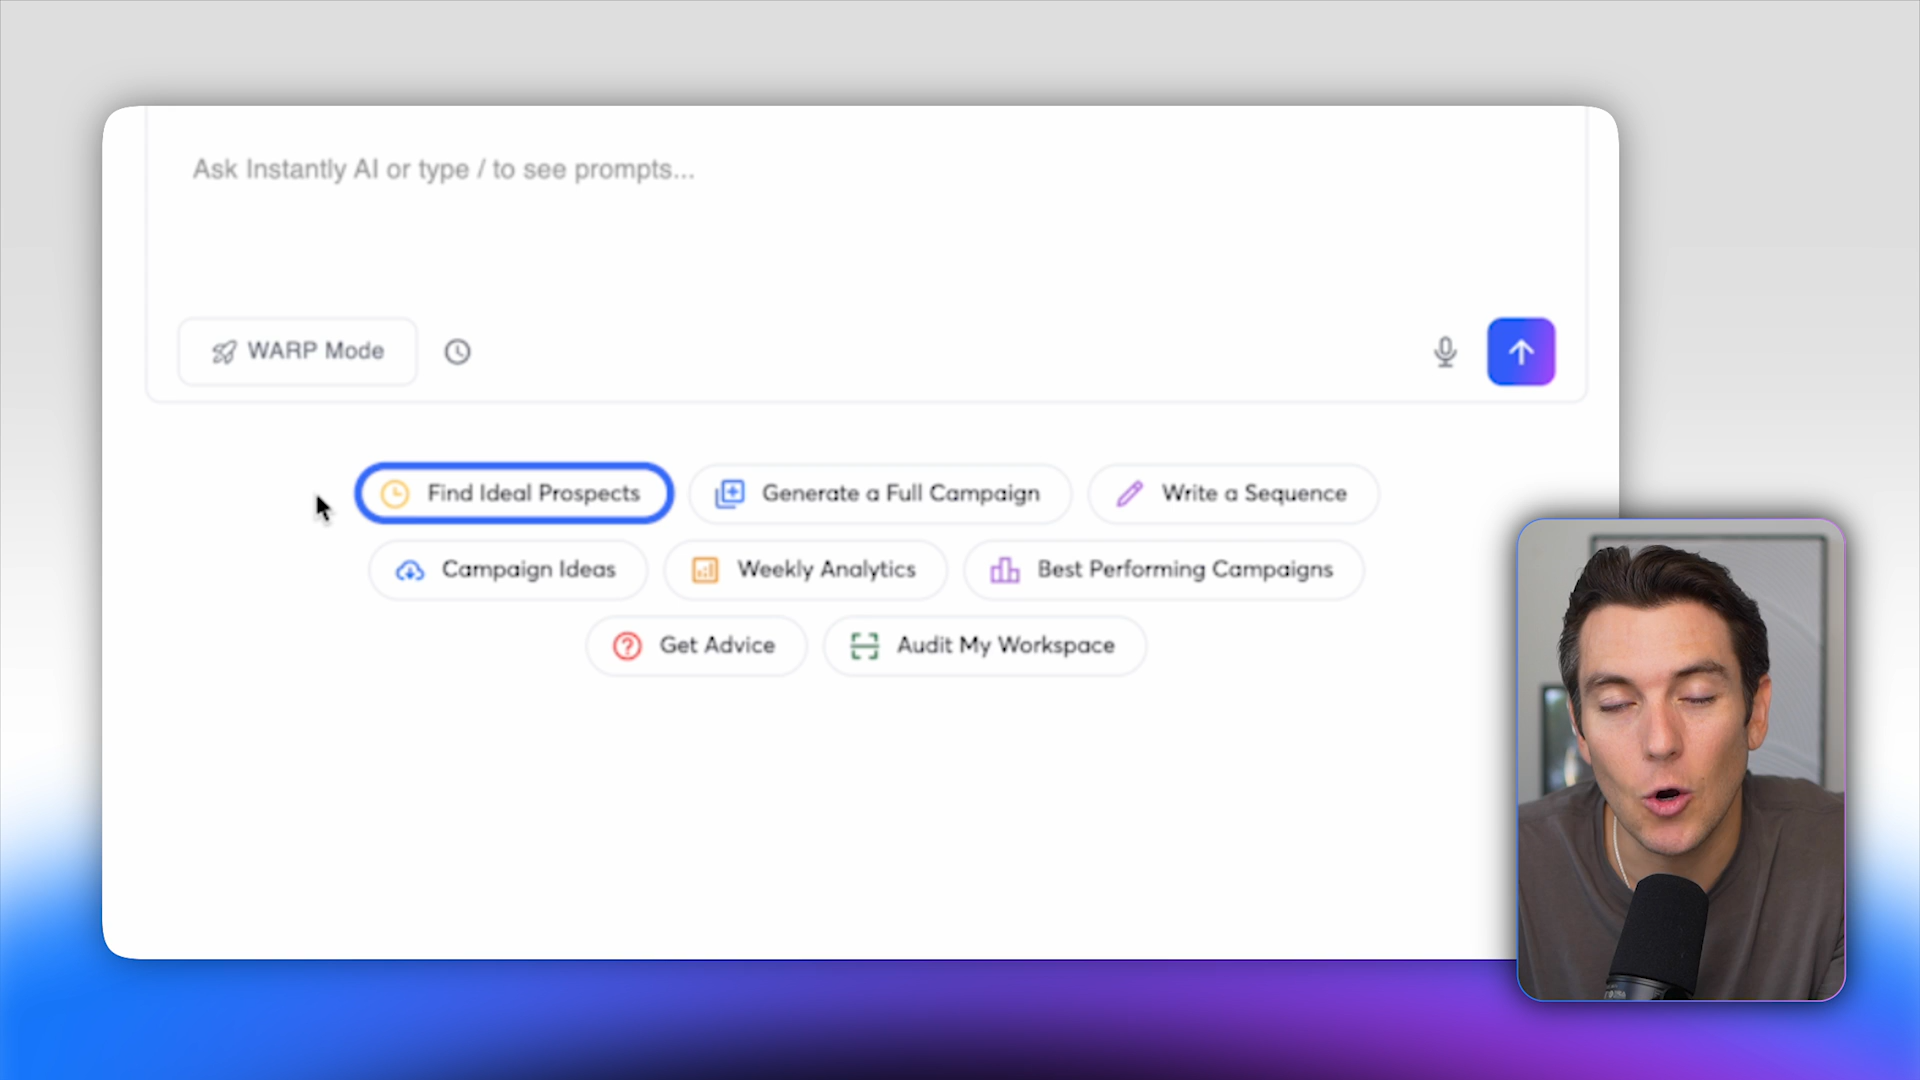 Ask Instantly AI or type / to see prompts...
WARP Mode
Find Ideal Prospects
Generate a Full Campaign
Write a Sequence
Campaign Ideas
Weekly Analytics
Best Performing Campaigns
Get Advice
Audit My Workspace